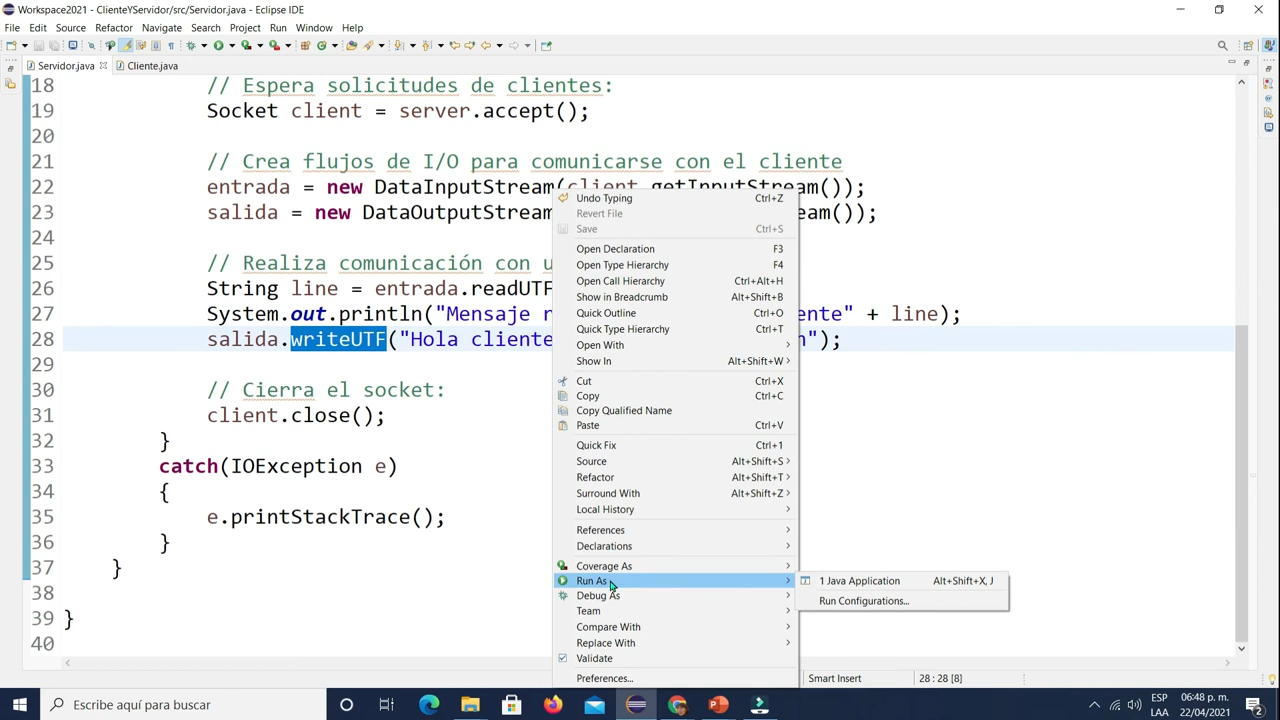 Workspace2021 - ClienteYServidor/src/Servidor.java - Eclipse IDE
File Edit Source Refactor Navigate Search Project Run Window Help
Servidor.java Cliente.java
18 // Espera solicitudes de clientes:
19 Socket client = server.accept();
20
21 // Crea flujos de I/O para comunicarse con el cliente
22 entrada = new DataInputStream(client.getInputStream());
23 salida = new DataOutputStream eam());
24
25 // Realiza comunicación con u
26 String line = entrada.readUTF
27 System.out.println("Mensaje ente" + line);
28 salida.writeUTF("Hola cliente ");
29
30 // Cierra el socket:
31 client.close();
32 }
33 catch(IOException e)
34 {
35 e.printStackTrace();
36 }
37 }
38
39 }
40
Undo Typing Ctrl+Z
Revert File
Save Ctrl+S
Open Declaration F3
Open Type Hierarchy F4
Open Call Hierarchy Ctrl+Alt+H
Show in Breadcrumb Alt+Shift+B
Quick Outline Ctrl+O
Quick Type Hierarchy Ctrl+T
Open With
Show In Alt+Shift+W
Cut Ctrl+X
Copy Ctrl+C
Copy Qualified Name
Paste Ctrl+V
Quick Fix Ctrl+1
Source Alt+Shift+S
Refactor Alt+Shift+T
Surround With Alt+Shift+Z
Local History
References
Declarations
Coverage As
Run As
Debug As
Team
Compare With
Replace With
Validate
Preferences...
1 Java Application Alt+Shift+X, J
Run Configurations...
Smart Insert 28 : 28 [8]
Escribe aquí para buscar
ESP
LAA
06:48 p. m.
22/04/2021
2